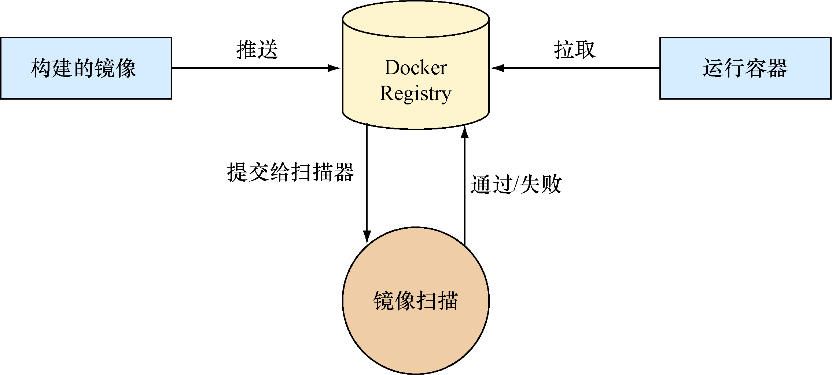 构建的镜像
推送
Docker
Registry
拉取
运行容器
提交给扫描器
通过/失败
镜像扫描